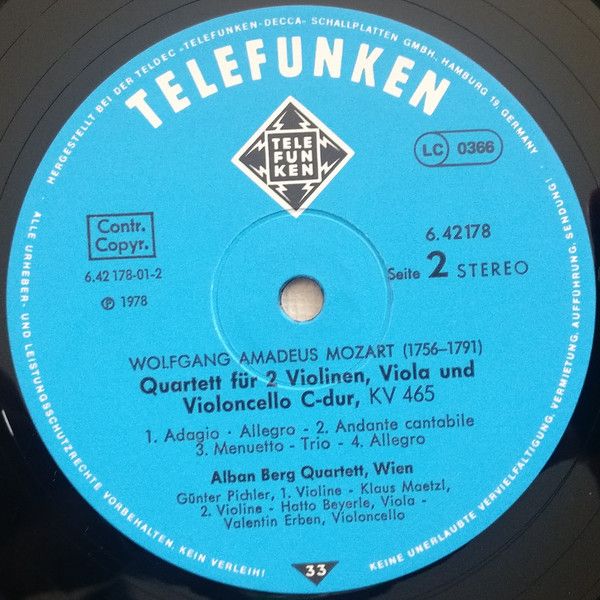 HERGESTELLT BEI DER TELDEC »TELEFUNKEN-DECCA« SCHALLPLATTEN GMBH, HAMBURG 19, GERMANY
TELEFUNKEN
TELE
FUN
KEN
LC 0366
Contr.
Copyr.
6.42178
6.42178-01-2
Seite 2 STEREO
℗ 1978
WOLFGANG AMADEUS MOZART (1756–1791)
Quartett für 2 Violinen, Viola und
Violoncello C-dur, KV 465
1. Adagio - Allegro - 2. Andante cantabile
3. Menuetto - Trio - 4. Allegro
Alban Berg Quartett, Wien
Günter Pichler, 1. Violine - Klaus Maetzl,
2. Violine - Hatto Beyerle, Viola -
Valentin Erben, Violoncello
33
ALLE URHEBER- UND LEISTUNGSSCHUTZRECHTE VORBEHALTEN. KEIN VERLEIH!
KEINE UNERLAUBTE VERVIELFÄLTIGUNG, VERMIETUNG, AUFFÜHRUNG, SENDUNG!